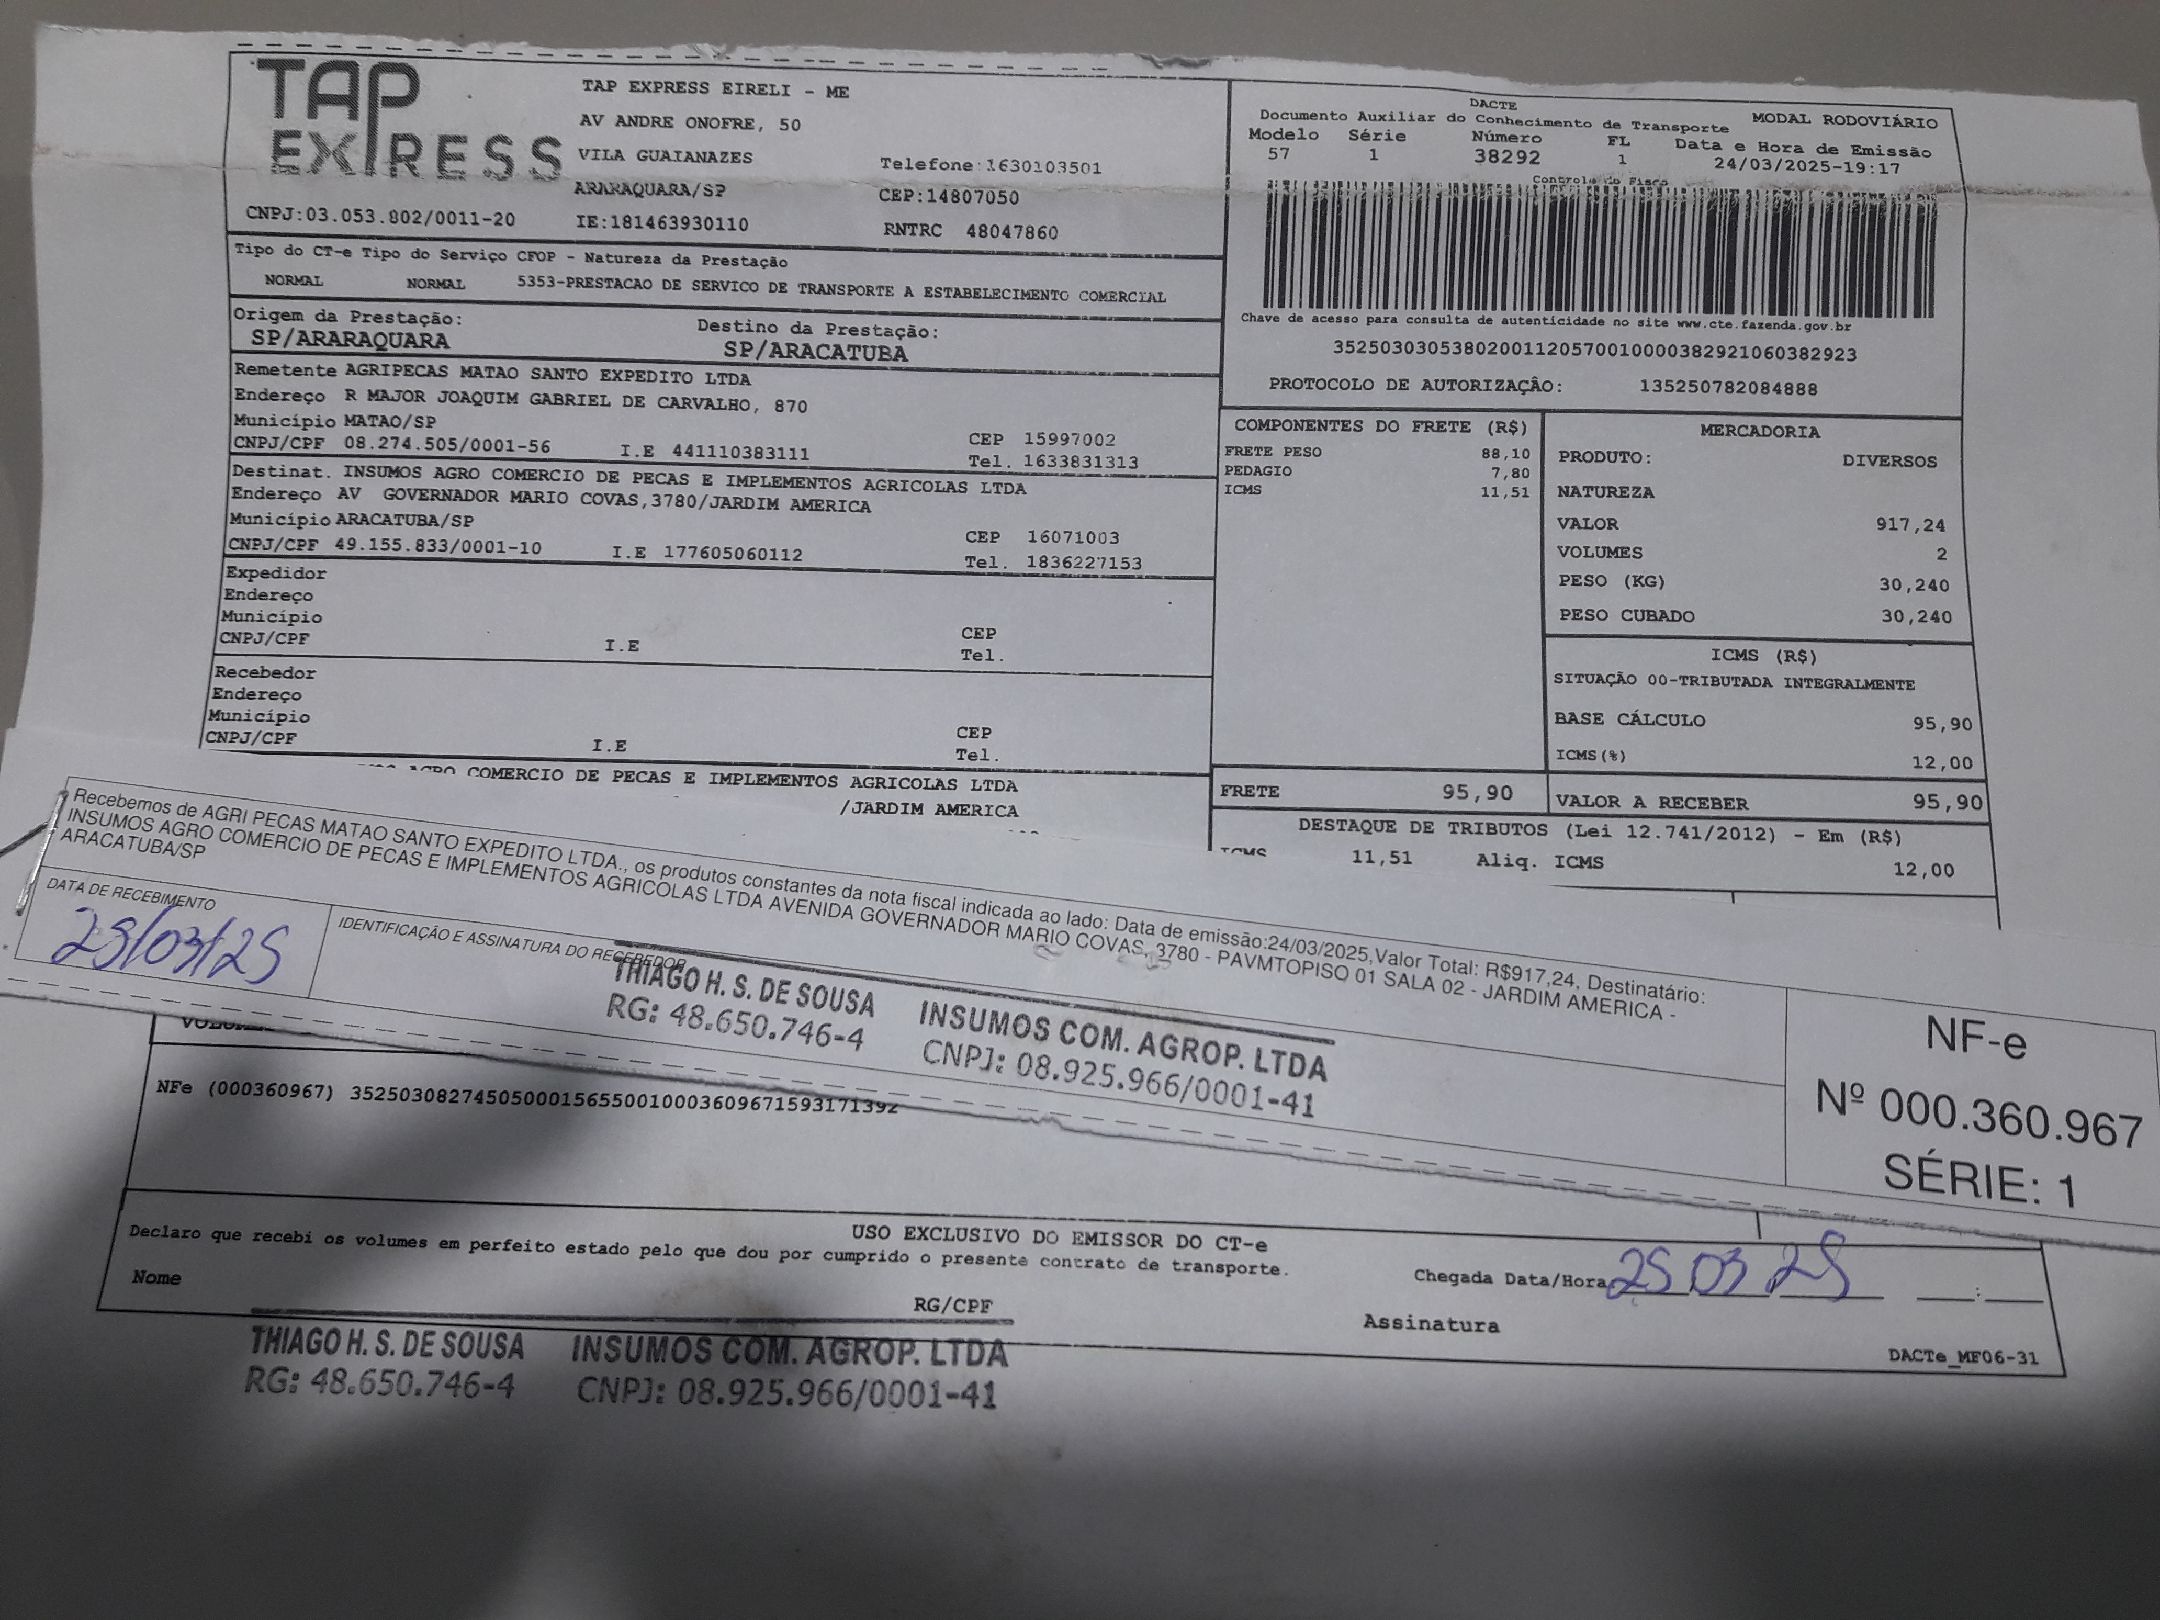 TAP EXPRESS
TAP EXPRESS EIRELI - ME
AV ANDRE ONOFRE, 50
VILA GUAIANAZES Telefone:1630103501
ARARAQUARA/SP CEP:14807050
CNPJ:03.053.802/0011-20 IE:181463930110 RNTRC 48047860
DACTE
Documento Auxiliar do Conhecimento de Transporte MODAL RODOVIÁRIO
Modelo Série Número FL Data e Hora de Emissão
57 1 38292 1 24/03/2025-19:17
Controle do Fisco
Chave de acesso para consulta de autenticidade no site www.cte.fazenda.gov.br
35250303053802001120570010000382921060382923
PROTOCOLO DE AUTORIZAÇÃO: 135250782084888
Tipo do CT-e Tipo do Serviço CFOP - Natureza da Prestação
NORMAL NORMAL 5353-PRESTACAO DE SERVICO DE TRANSPORTE A ESTABELECIMENTO COMERCIAL
Origem da Prestação: Destino da Prestação:
SP/ARARAQUARA SP/ARACATUBA
Remetente AGRIPECAS MATAO SANTO EXPEDITO LTDA
Endereço R MAJOR JOAQUIM GABRIEL DE CARVALHO, 870
Município MATAO/SP CEP 15997002
CNPJ/CPF 08.274.505/0001-56 I.E 441110383111 Tel. 1633831313
Destinat. INSUMOS AGRO COMERCIO DE PECAS E IMPLEMENTOS AGRICOLAS LTDA
Endereço AV GOVERNADOR MARIO COVAS,3780/JARDIM AMERICA
Município ARACATUBA/SP CEP 16071003
CNPJ/CPF 49.155.833/0001-10 I.E 177605060112 Tel. 1836227153
Expedidor
Endereço
Município CEP
CNPJ/CPF I.E Tel.
Recebedor
Endereço
Município CEP
CNPJ/CPF I.E Tel.
AGRO COMERCIO DE PECAS E IMPLEMENTOS AGRICOLAS LTDA
/JARDIM AMERICA
COMPONENTES DO FRETE (R$)
FRETE PESO 88,10
PEDAGIO 7,80
ICMS 11,51
MERCADORIA
PRODUTO: DIVERSOS
NATUREZA
VALOR 917,24
VOLUMES 2
PESO (KG) 30,240
PESO CUBADO 30,240
ICMS (R$)
SITUAÇÃO 00-TRIBUTADA INTEGRALMENTE
BASE CÁLCULO 95,90
ICMS(%) 12,00
FRETE 95,90 VALOR A RECEBER 95,90
DESTAQUE DE TRIBUTOS (Lei 12.741/2012) - Em (R$)
ICMS 11,51 Aliq. ICMS 12,00
Recebemos de AGRI PECAS MATAO SANTO EXPEDITO LTDA., os produtos constantes da nota fiscal indicada ao lado: Data de emissão:24/03/2025,Valor Total: R$917,24, Destinatário:
INSUMOS AGRO COMERCIO DE PECAS E IMPLEMENTOS AGRICOLAS LTDA AVENIDA GOVERNADOR MARIO COVAS, 3780 - PAVMTOPISO 01 SALA 02 - JARDIM AMERICA -
ARACATUBA/SP
DATA DE RECEBIMENTO IDENTIFICAÇÃO E ASSINATURA DO RECEBEDOR
25/03/25
THIAGO H. S. DE SOUSA INSUMOS COM. AGROP. LTDA
RG: 48.650.746-4 CNPJ: 08.925.966/0001-41
NF-e
Nº 000.360.967
SÉRIE: 1
NFe (000360967) 35250308274505000156550010003609671593171392
USO EXCLUSIVO DO EMISSOR DO CT-e
Declaro que recebi os volumes em perfeito estado pelo que dou por cumprido o presente contrato de transporte.
Nome RG/CPF Chegada Data/Hora 25 03 25 :
Assinatura
THIAGO H. S. DE SOUSA INSUMOS COM. AGROP. LTDA
RG: 48.650.746-4 CNPJ: 08.925.966/0001-41
DACTe_MF06-31